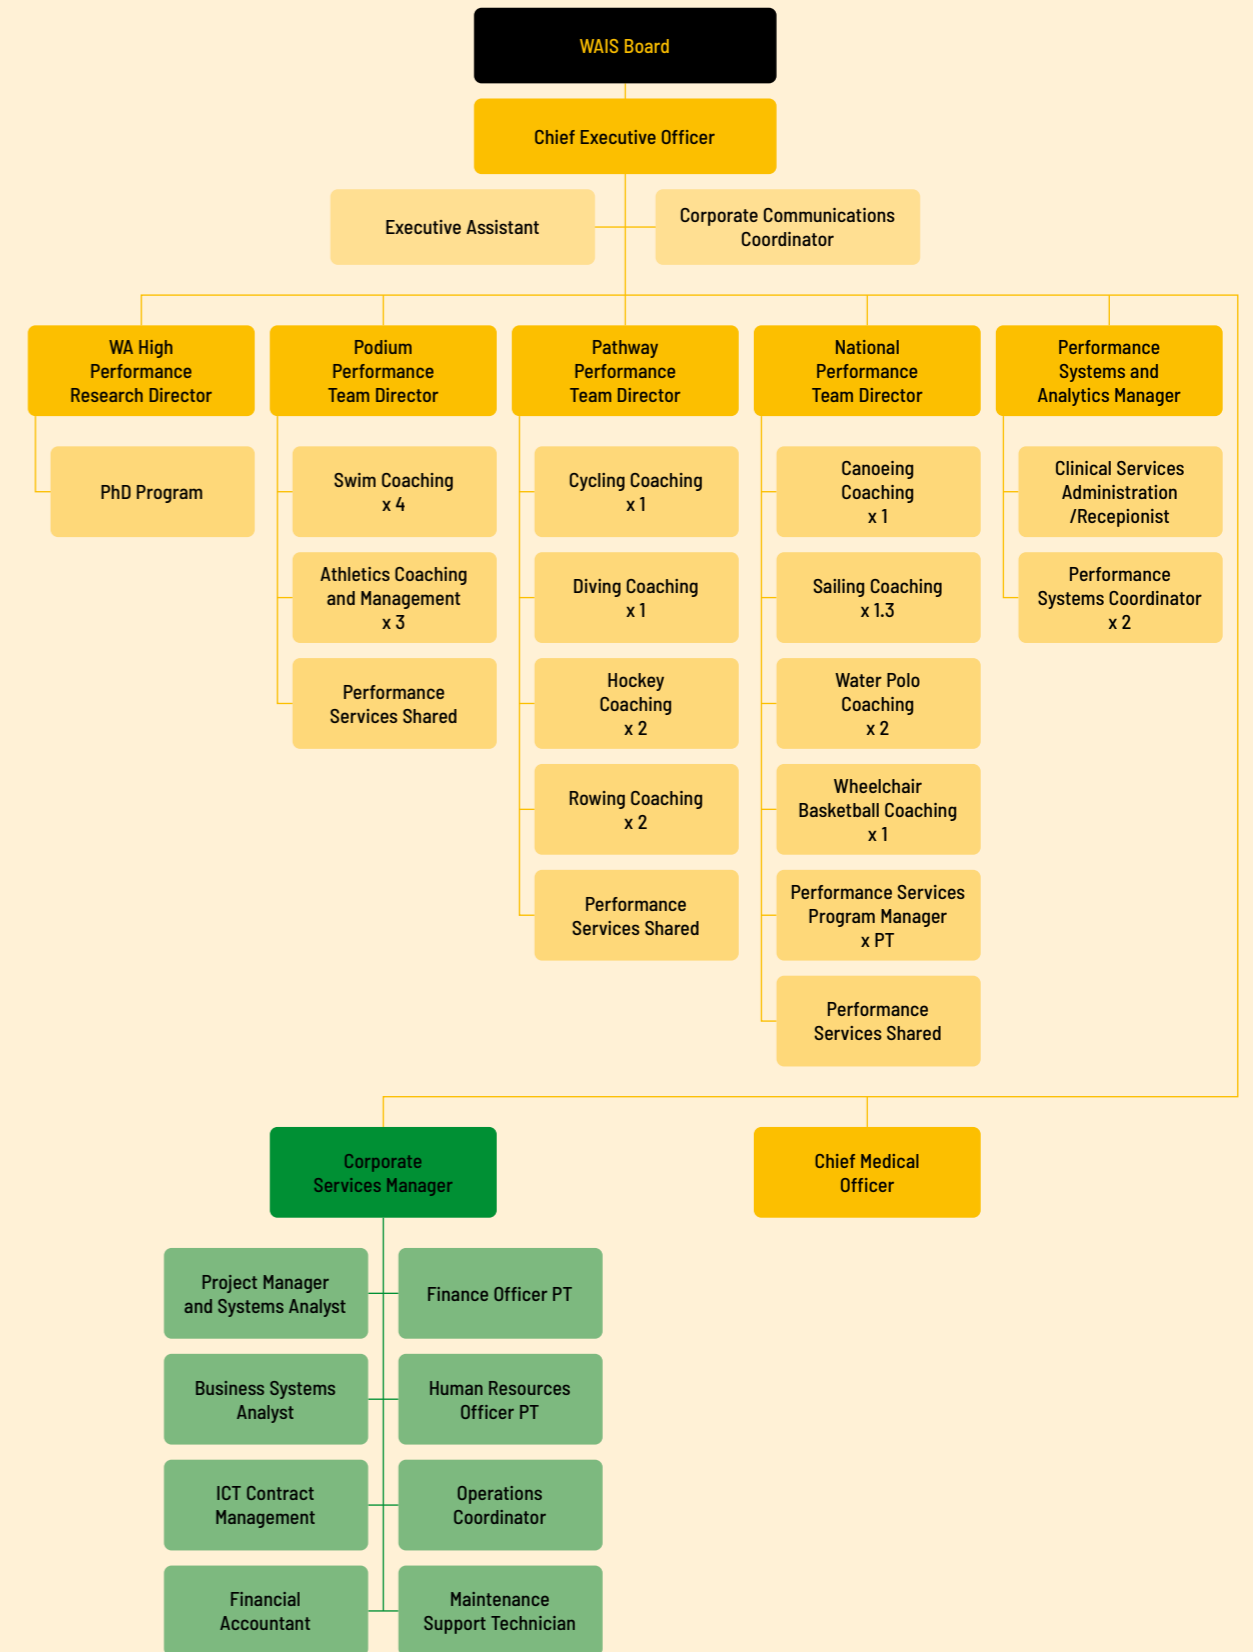 WAIS Board
Chief Executive Officer
Executive Assistant
Corporate Communications
Coordinator
WA High
Performance
Research Director
Podium
Performance
Team Director
Pathway
Performance
Team Director
National
Performance
Team Director
Performance
Systems and
Analytics Manager
PhD Program
Swim Coaching
x 4
Athletics Coaching
and Management
x 3
Performance
Services Shared
Cycling Coaching
x 1
Diving Coaching
x 1
Hockey
Coaching
x 2
Rowing Coaching
x 2
Performance
Services Shared
Canoeing
Coaching
x 1
Sailing Coaching
x 1.3
Water Polo
Coaching
x 2
Wheelchair
Basketball Coaching
x 1
Performance Services
Program Manager
x PT
Performance
Services Shared
Clinical Services
Administration
/Recepionist
Performance
Systems Coordinator
x 2
Corporate
Services Manager
Chief Medical
Officer
Project Manager
and Systems Analyst
Finance Officer PT
Business Systems
Analyst
Human Resources
Officer PT
ICT Contract
Management
Operations
Coordinator
Financial
Accountant
Maintenance
Support Technician